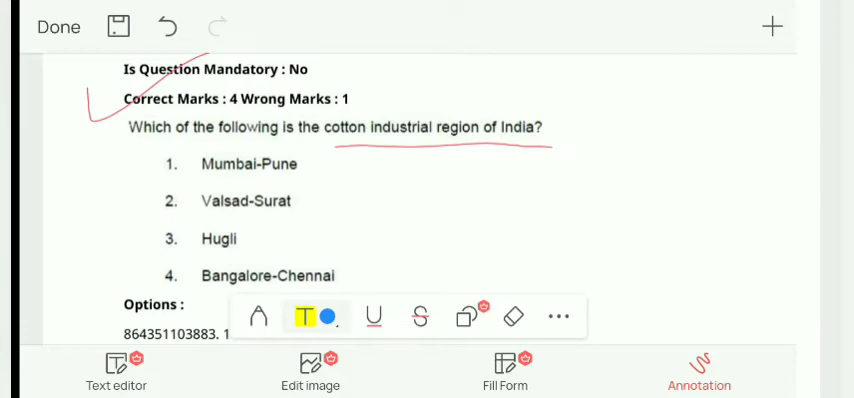 Done
Is Question Mandatory : No
Correct Marks : 4 Wrong Marks : 1
Which of the following is the cotton industrial region of India?
1. Mumbai-Pune
2. Valsad-Surat
3. Hugli
4. Bangalore-Chennai
Options :
864351103883. 1
T U S
Text editor Edit image Fill Form Annotation